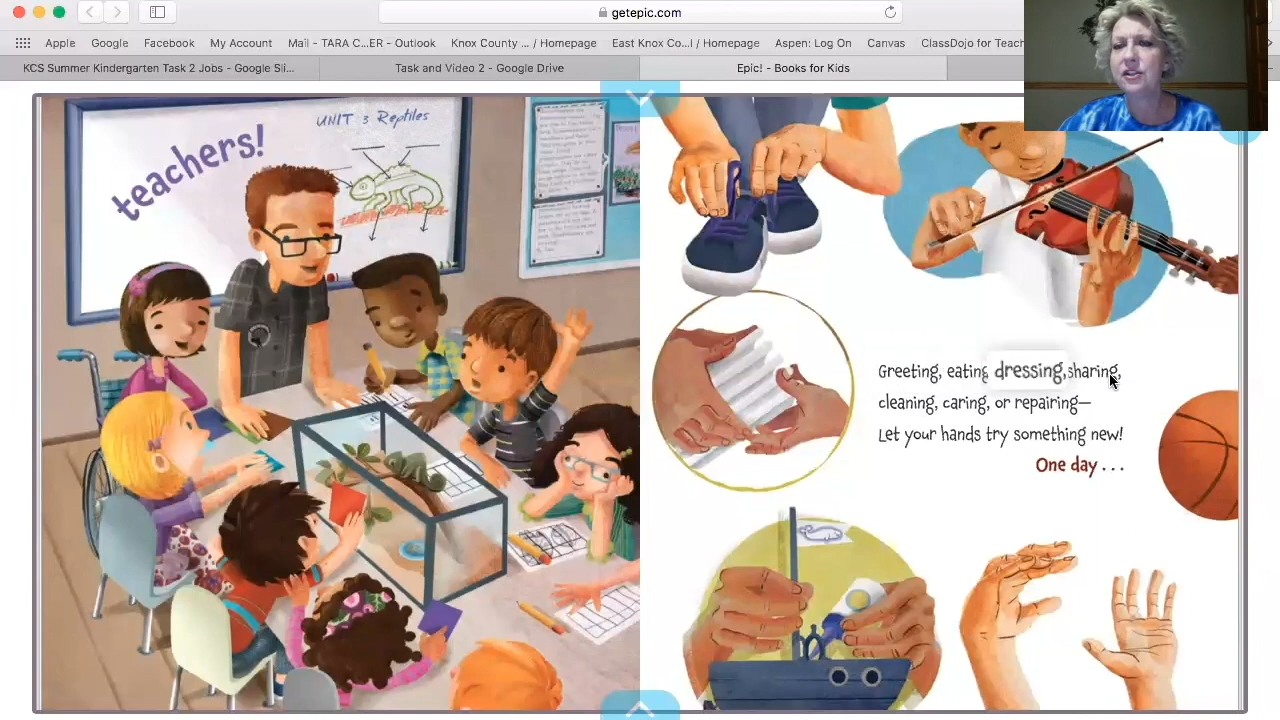 getepic.com
Apple Google Facebook My Account Mail - TARA C...ER - Outlook Knox County ... / Homepage East Knox Co...l / Homepage Aspen: Log On Canvas ClassDojo for Teach
KCS Summer Kindergarten Task 2 Jobs - Google Sli... Task 2 Video 2 - Google Drive Epic! - Books for Kids
UNIT 3 Reptiles
teachers!
Greeting, eating, dressing, sharing,
cleaning, caring, or repairing—
Let your hands try something new!
One day . . .